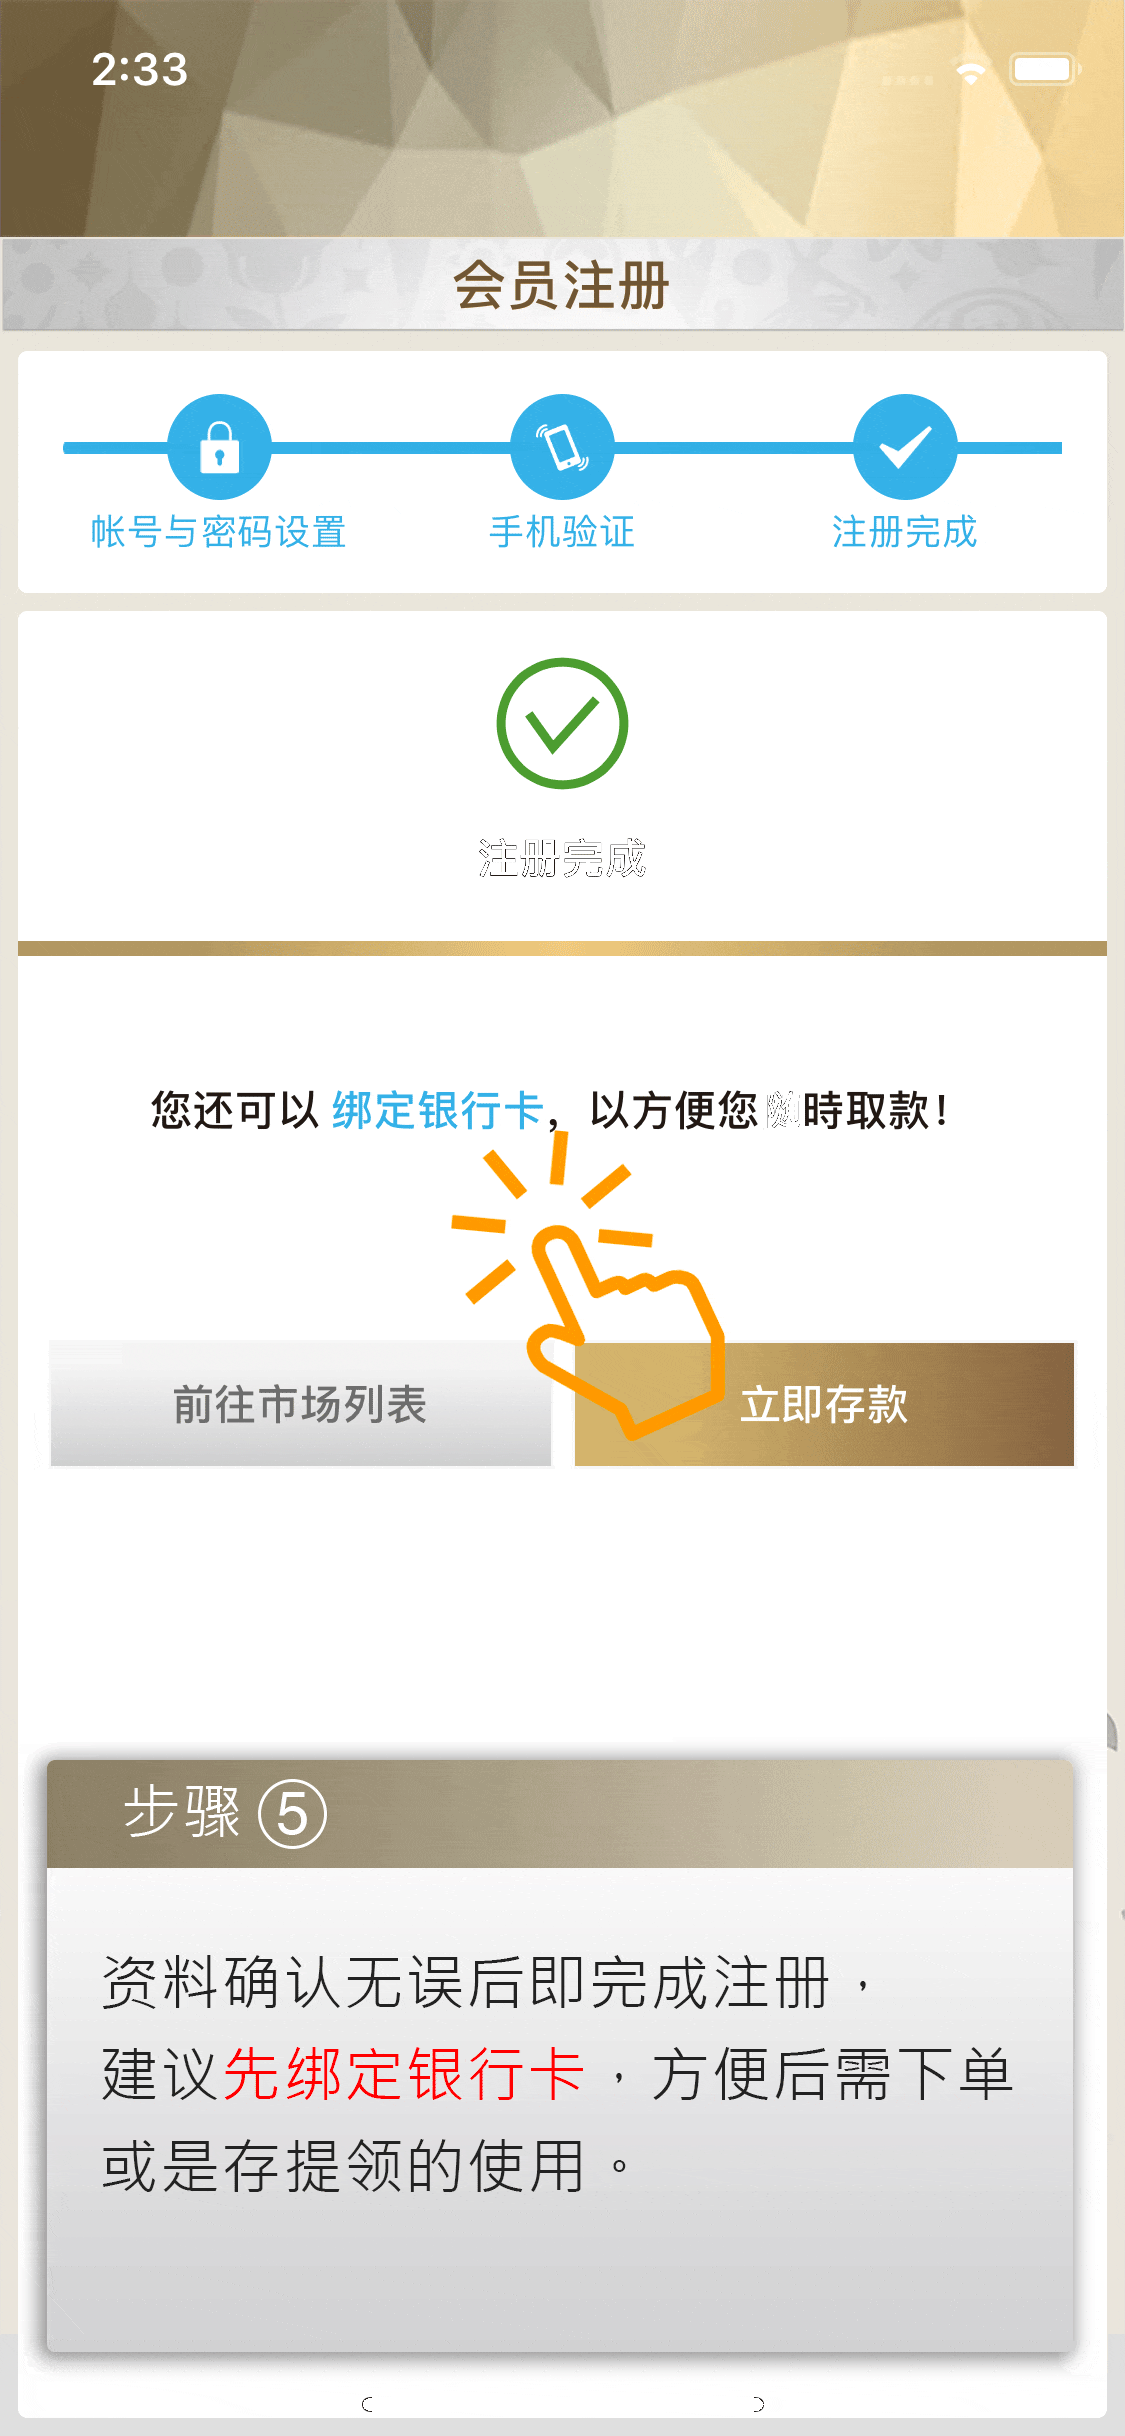 2:33
会员注册
帐号与密码设置
手机验证
注册完成
注册完成
您还可以 绑定银行卡，以方便您随時取款！
前往市场列表
立即存款
步骤 ⑤
资料确认无误后即完成注册，
建议先绑定银行卡，方便后需下单
或是存提领的使用。